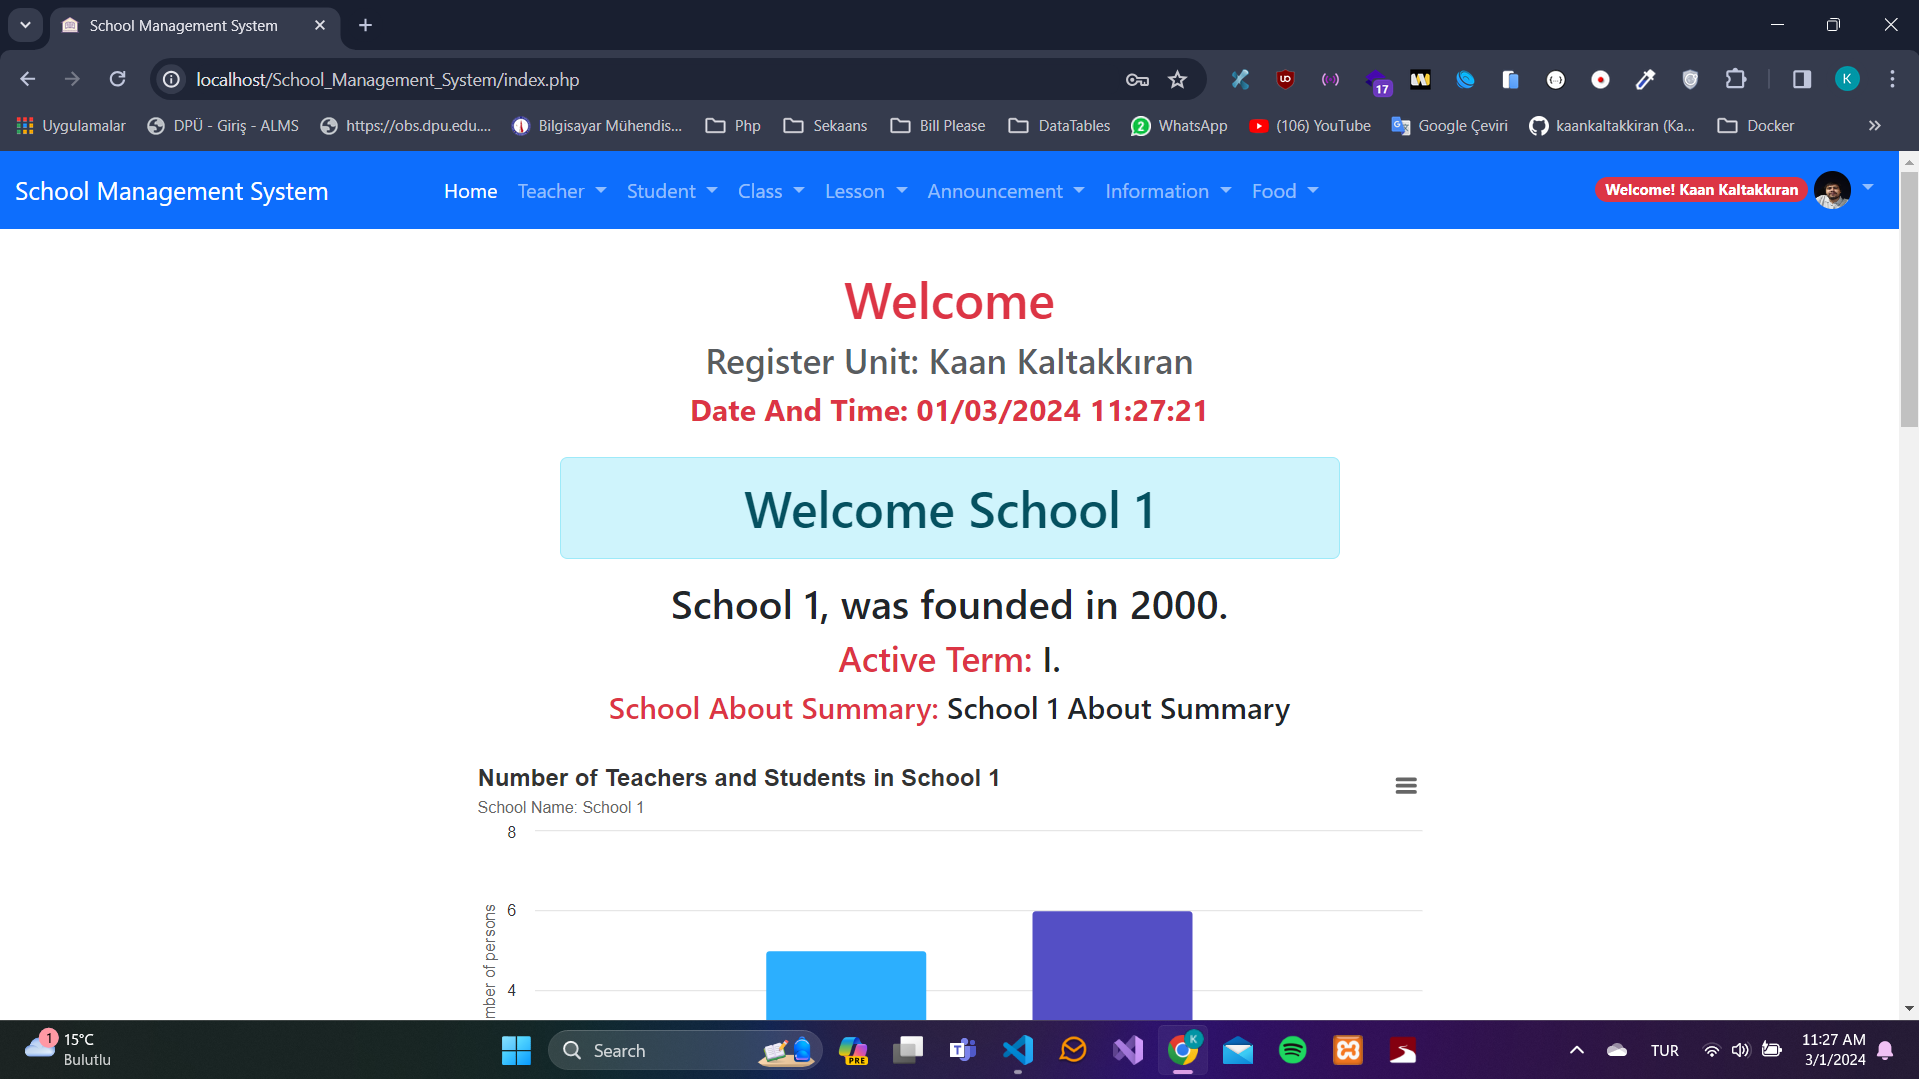 School Management System
localhost/School_Management_System/index.php
17
K
Uygulamalar
DPÜ - Giriş - ALMS
https://obs.dpu.edu....
Bilgisayar Mühendis...
Php
Sekaans
Bill Please
DataTables
2
WhatsApp
(106) YouTube
Google Çeviri
kaankaltakkiran (Ka...
Docker
School Management System
Home
Teacher
Student
Class
Lesson
Announcement
Information
Food
Welcome! Kaan Kaltakkıran
Welcome
Register Unit: Kaan Kaltakkıran
Date And Time: 01/03/2024 11:27:21
Welcome School 1
School 1, was founded in 2000.
Active Term: I.
School About Summary: School 1 About Summary
Number of Teachers and Students in School 1
School Name: School 1
8
6
4
mber of persons
1
15°C
Bulutlu
Search
PRE
K
TUR
11:27 AM
3/1/2024